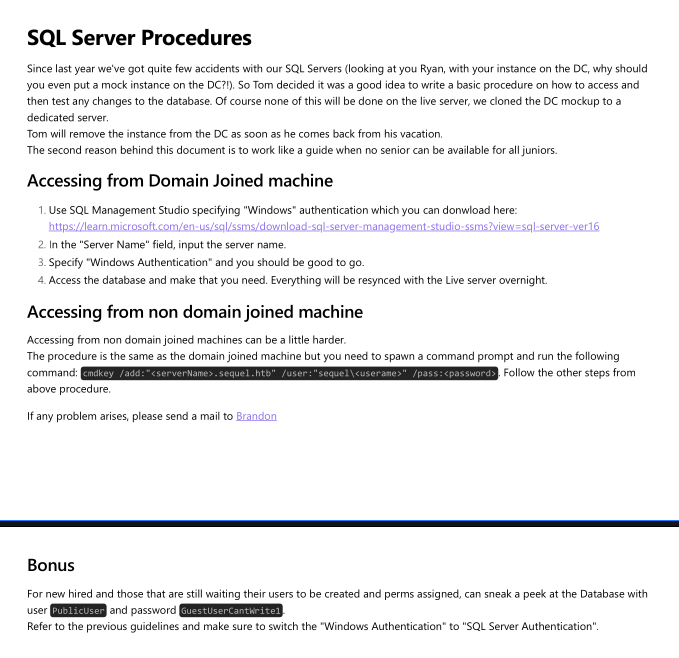 SQL Server Procedures
Since last year we've got quite few accidents with our SQL Servers (looking at you Ryan, with your instance on the DC, why should
you even put a mock instance on the DC?!). So Tom decided it was a good idea to write a basic procedure on how to access and
then test any changes to the database. Of course none of this will be done on the live server, we cloned the DC mockup to a
dedicated server.
Tom will remove the instance from the DC as soon as he comes back from his vacation.
The second reason behind this document is to work like a guide when no senior can be available for all juniors.
Accessing from Domain Joined machine
1. Use SQL Management Studio specifying "Windows" authentication which you can donwload here:
https://learn.microsoft.com/en-us/sql/ssms/download-sql-server-management-studio-ssms?view=sql-server-ver16
2. In the "Server Name" field, input the server name.
3. Specify "Windows Authentication" and you should be good to go.
4. Access the database and make that you need. Everything will be resynced with the Live server overnight.
Accessing from non domain joined machine
Accessing from non domain joined machines can be a little harder.
The procedure is the same as the domain joined machine but you need to spawn a command prompt and run the following
command: cmdkey /add:"<serverName>.sequel.htb" /user:"sequel\<userame>" /pass:<password>. Follow the other steps from
above procedure.
If any problem arises, please send a mail to Brandon
Bonus
For new hired and those that are still waiting their users to be created and perms assigned, can sneak a peek at the Database with
user PublicUser and password GuestUserCantWrite1.
Refer to the previous guidelines and make sure to switch the "Windows Authentication" to "SQL Server Authentication".